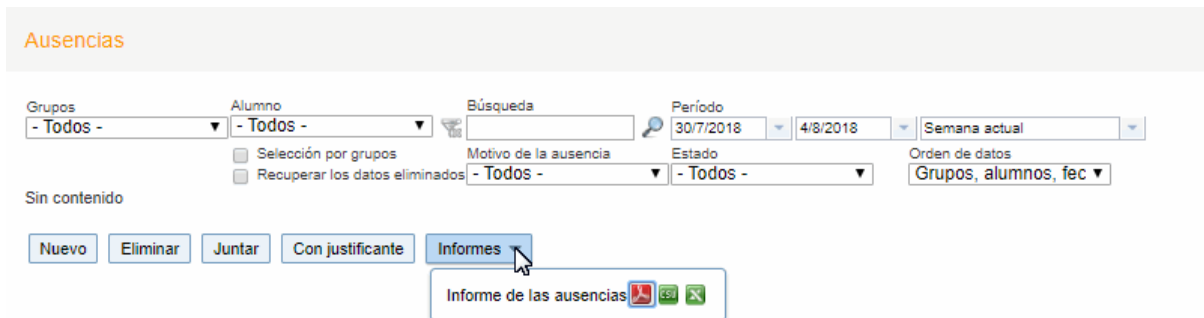 Ausencias
Grupos Alumno Búsqueda Período
- Todos - - Todos - 30/7/2018 4/8/2018 Semana actual
Selección por grupos Motivo de la ausencia Estado Orden de datos
Recuperar los datos eliminados - Todos - - Todos - Grupos, alumnos, fec
Sin contenido
Nuevo Eliminar Juntar Con justificante Informes
Informe de las ausencias CSV X